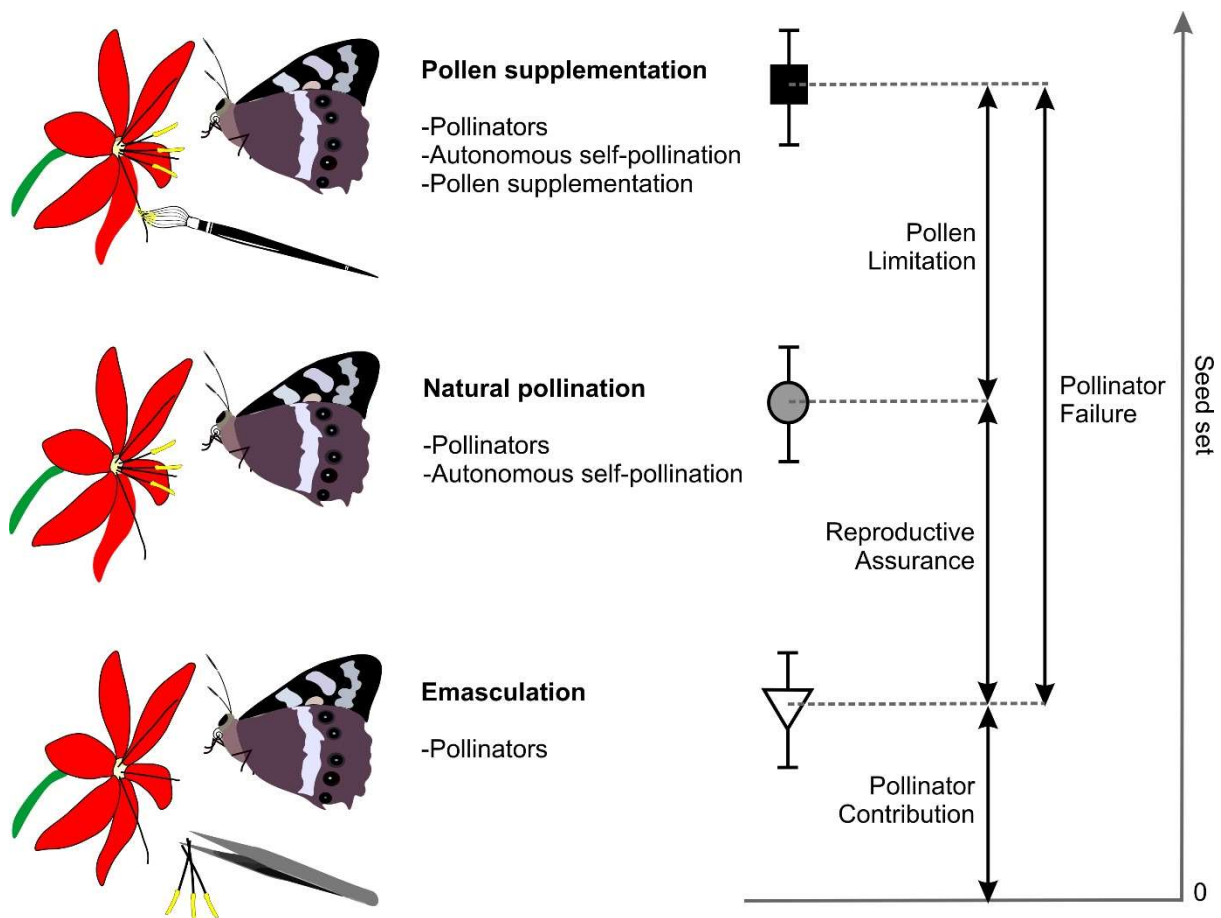 Pollen supplementation
-Pollinators
-Autonomous self-pollination
-Pollen supplementation
Pollen
Limitation
Natural pollination
-Pollinators
-Autonomous self-pollination
Pollinator
Failure
Seed set
Reproductive
Assurance
Emasculation
-Pollinators
Pollinator
Contribution
0